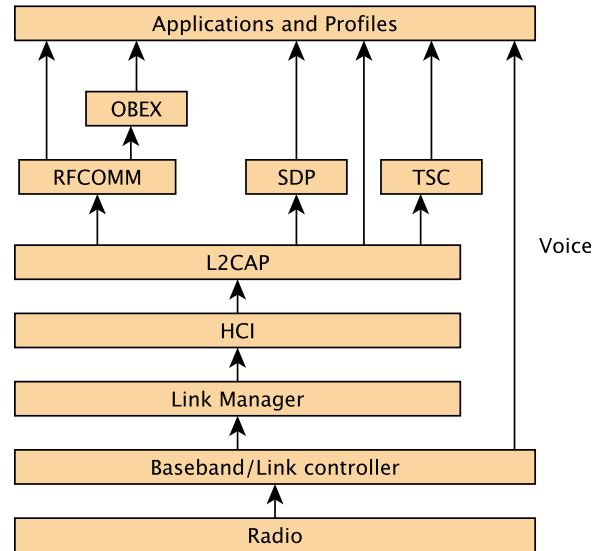 Applications and Profiles
OBEX
RFCOMM
SDP
TSC
Voice
L2CAP
HCI
Link Manager
Baseband/Link controller
Radio